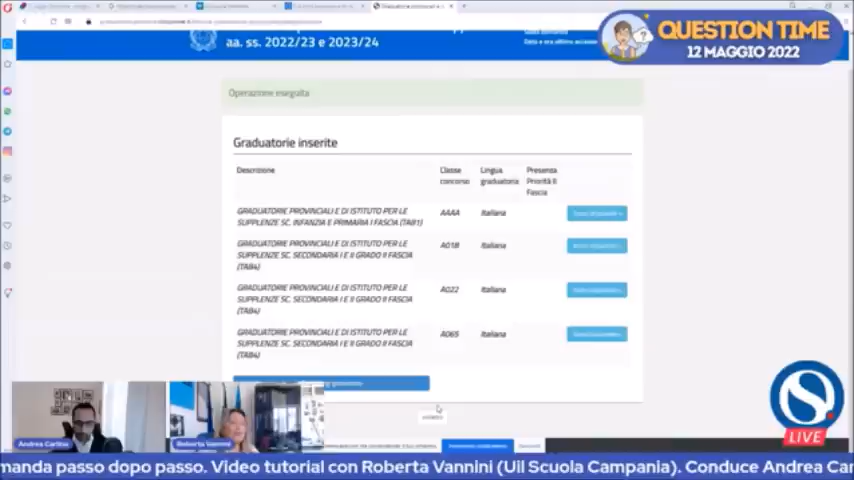 QUESTION TIME
12 MAGGIO 2022
aa. ss. 2022/23 e 2023/24
Operazione eseguita
Graduatorie inserite
Descrizione
Classe concorso
Lingua graduatoria
Presenza Priorità II Fascia
GRADUATORIE PROVINCIALI E DI ISTITUTO PER LE
SUPPLENZE SC. INFANZIA E PRIMARIA I FASCIA (TAB1)
AAAA
Italiana
GRADUATORIE PROVINCIALI E DI ISTITUTO PER LE
SUPPLENZE SC. SECONDARIA I E II GRADO II FASCIA
(TAB4)
A018
Italiana
GRADUATORIE PROVINCIALI E DI ISTITUTO PER LE
SUPPLENZE SC. SECONDARIA I E II GRADO II FASCIA
(TAB4)
A022
Italiana
GRADUATORIE PROVINCIALI E DI ISTITUTO PER LE
SUPPLENZE SC. SECONDARIA I E II GRADO II FASCIA
(TAB4)
A065
Italiana
Andrea Carlino
Roberta Vannini
S
LIVE
manda passo dopo passo. Video tutorial con Roberta Vannini (Uil Scuola Campania). Conduce Andrea Car